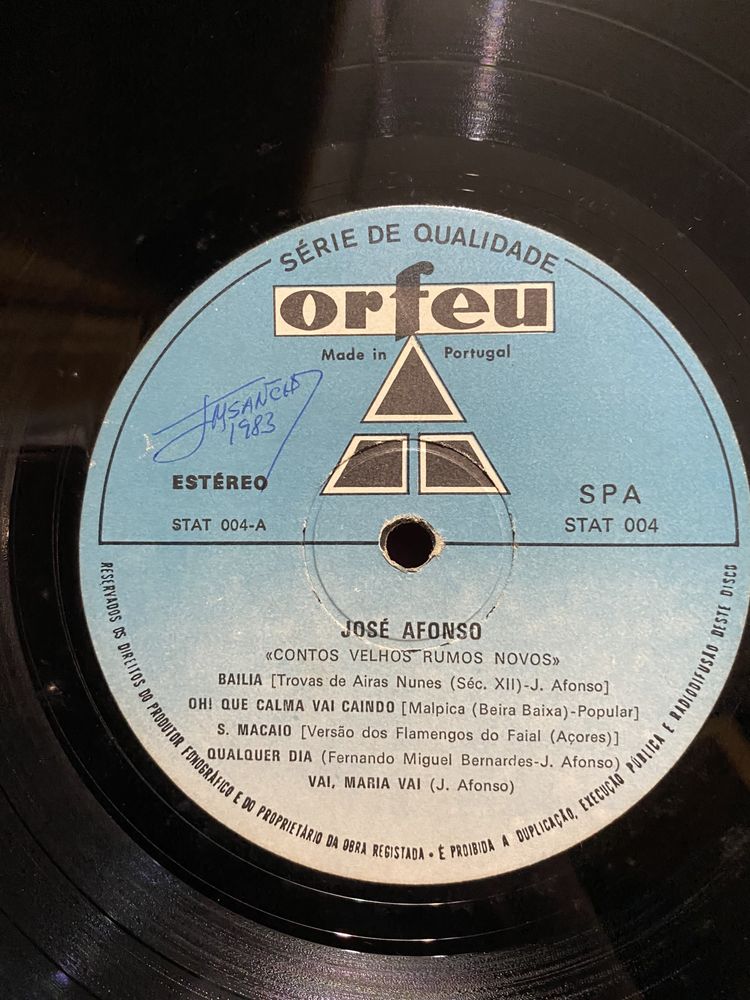 SÉRIE DE QUALIDADE
orfeu
Made in Portugal
JMSANCHO
1983
ESTÉREO
SPA
STAT 004-A
STAT 004
JOSÉ AFONSO
«CONTOS VELHOS RUMOS NOVOS»
BAILIA [Trovas de Airas Nunes (Séc. XII)-J. Afonso]
OH! QUE CALMA VAI CAINDO [Malpica (Beira Baixa)-Popular]
S. MACAIO [Versão dos Flamengos do Faial (Açores)]
QUALQUER DIA (Fernando Miguel Bernardes-J. Afonso)
VAI, MARIA VAI (J. Afonso)
RESERVADOS OS DIREITOS DO PRODUTOR FONOGRÁFICO E DO PROPRIETÁRIO DA OBRA REGISTADA • É PROIBIDA A DUPLICAÇÃO, EXECUÇÃO PÚBLICA E RADIODIFUSÃO DESTE DISCO